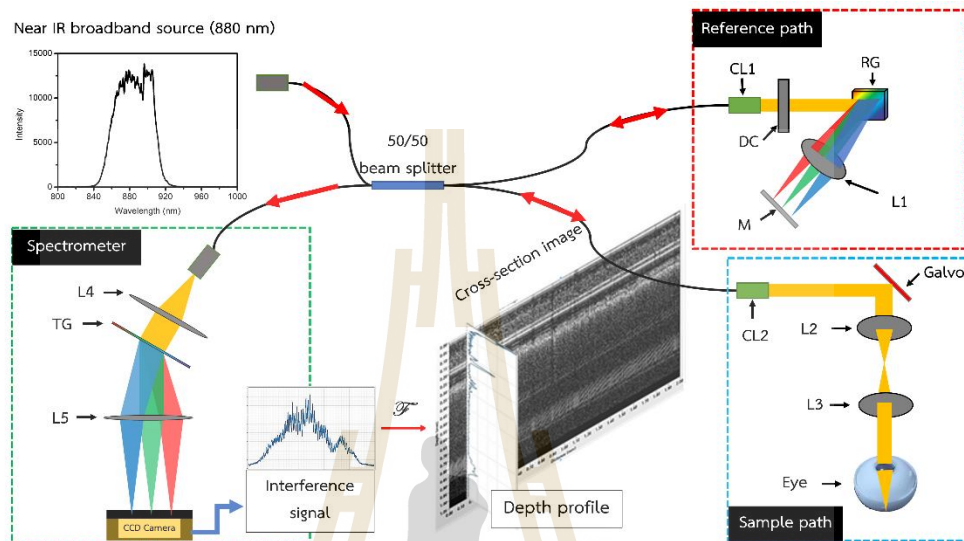 Near IR broadband source (880 nm)
15000
10000
5000
0
Intensity
800 840 880 920 960 1000
Wavelength (nm)
50/50
beam splitter
Reference path
CL1
RG
DC
L1
M
Spectrometer
L4
TG
L5
CCD Camera
Interference
signal
ℱ
Cross-section image
Depth profile
Galvo
CL2
L2
L3
Eye
Sample path